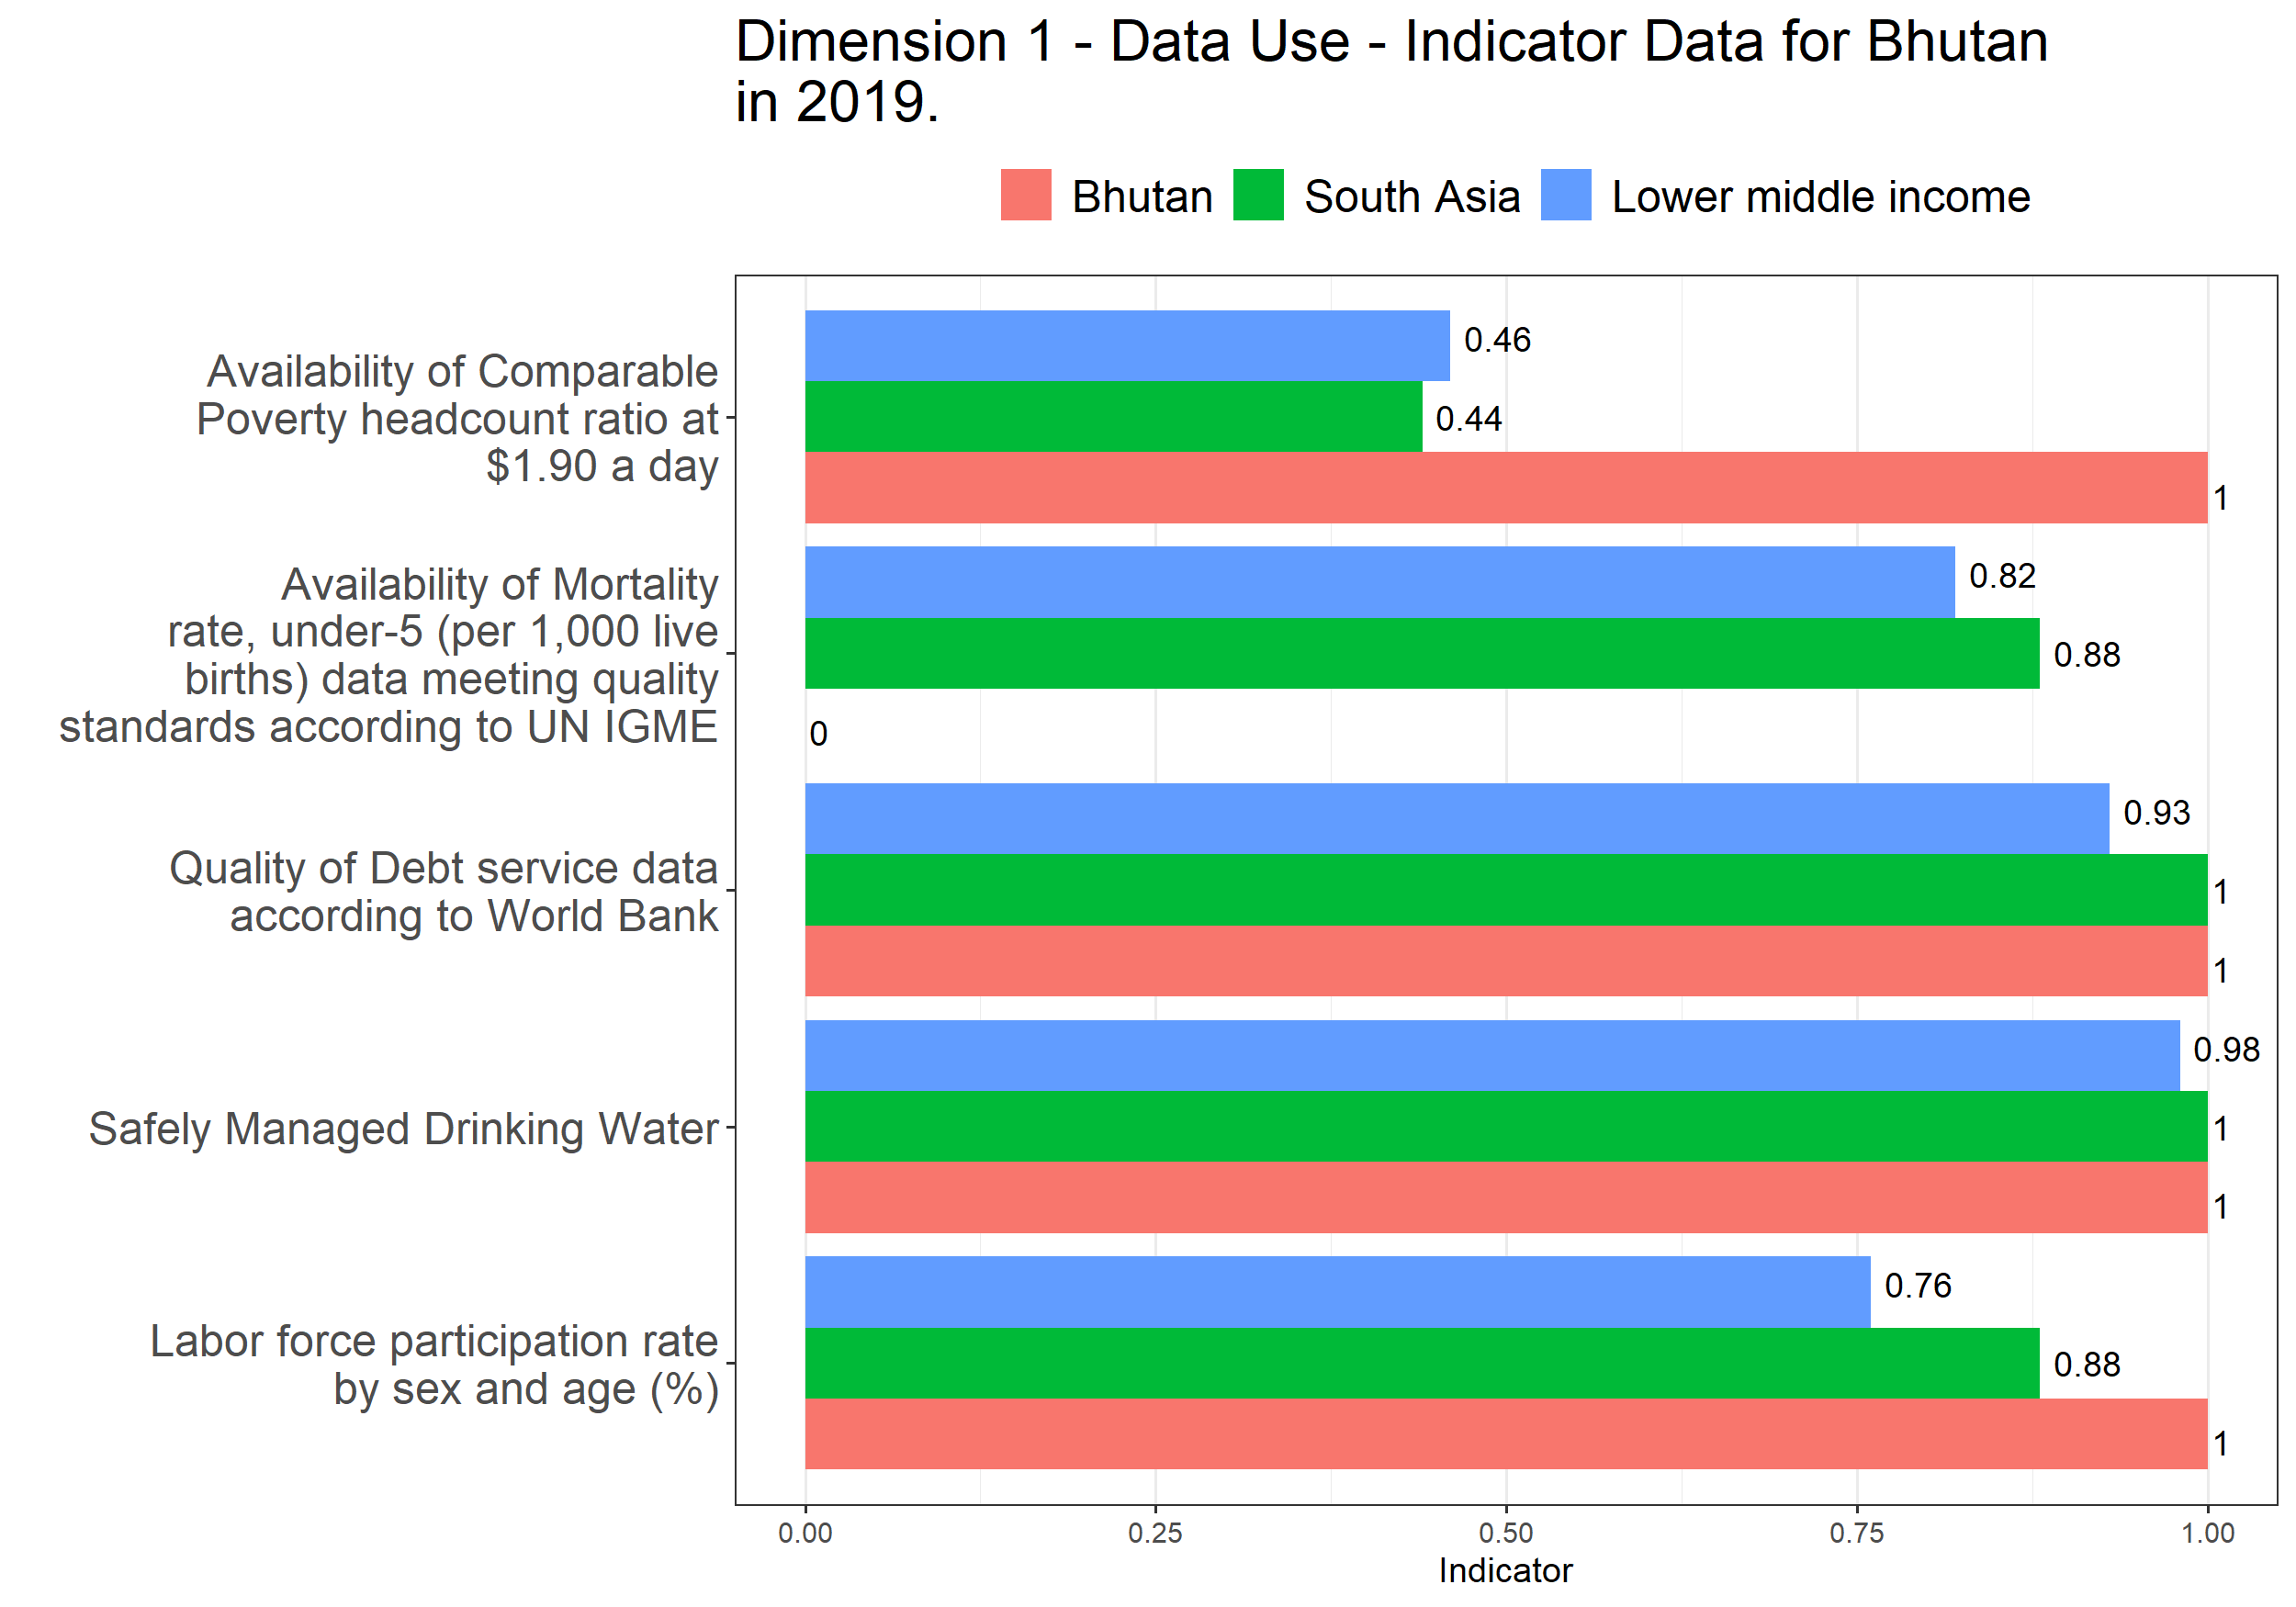 Dimension 1 - Data Use - Indicator Data for Bhutan
in 2019.
Bhutan South Asia Lower middle income
Availability of Comparable
Poverty headcount ratio at
$1.90 a day
0.46
0.44
1
Availability of Mortality
rate, under-5 (per 1,000 live
births) data meeting quality
standards according to UN IGME
0.82
0.88
0
Quality of Debt service data
according to World Bank
0.93
1
1
Safely Managed Drinking Water
0.98
1
1
Labor force participation rate
by sex and age (%)
0.76
0.88
1
0.00 0.25 0.50 0.75 1.00
Indicator